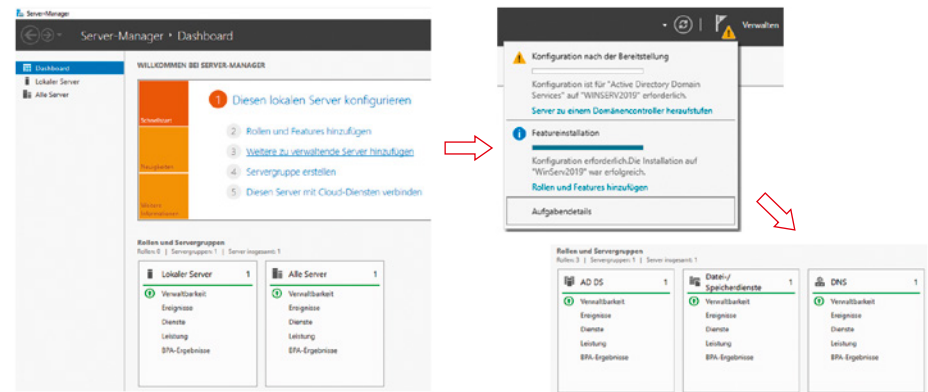 Server-Manager
Server-Manager • Dashboard
Dashboard
Lokaler Server
Alle Server
WILLKOMMEN BEI SERVER-MANAGER
Schnellstart
Neuigkeiten
Weitere
Informationen
1 Diesen lokalen Server konfigurieren
2 Rollen und Features hinzufügen
3 Weitere zu verwaltende Server hinzufügen
4 Servergruppe erstellen
5 Diesen Server mit Cloud-Diensten verbinden
Rollen und Servergruppen
Rollen: 0 | Servergruppen: 1 | Server insgesamt: 1
Lokaler Server 1
Verwaltbarkeit
Ereignisse
Dienste
Leistung
BPA-Ergebnisse
Alle Server 1
Verwaltbarkeit
Ereignisse
Dienste
Leistung
BPA-Ergebnisse
Verwalten
Konfiguration nach der Bereitstellung
Konfiguration ist für "Active Directory Domain
Services" auf "WINSERV2019" erforderlich.
Server zu einem Domänencontroller heraufstufen
Featureinstallation
Konfiguration erforderlich.Die Installation auf
"WinServ2019" war erfolgreich.
Rollen und Features hinzufügen
Aufgabendetails
Rollen und Servergruppen
Rollen: 3 | Servergruppen: 1 | Server insgesamt: 1
AD DS 1
Verwaltbarkeit
Ereignisse
Dienste
Leistung
BPA-Ergebnisse
Datei-/
Speicherdienste 1
Verwaltbarkeit
Ereignisse
Dienste
Leistung
BPA-Ergebnisse
DNS 1
Verwaltbarkeit
Ereignisse
Dienste
Leistung
BPA-Ergebnisse